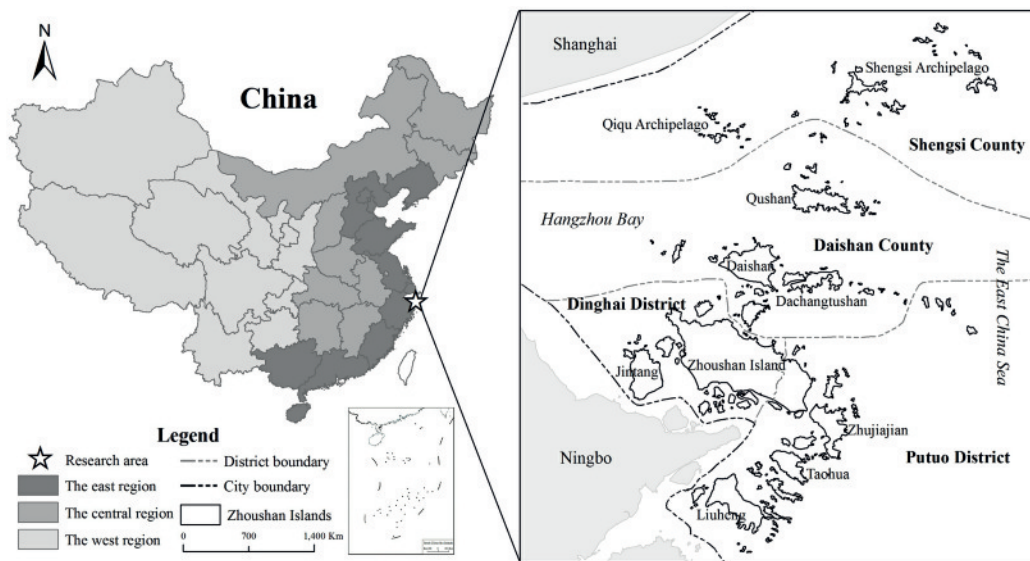 N
China
Legend
Research area
The east region
The central region
The west region
District boundary
City boundary
Zhoushan Islands
0 700 1,400 Km
Shanghai
Shengsi Archipelago
Qiqu Archipelago
Shengsi County
Qushan
Hangzhou Bay
Daishan County
Daishan
The East China Sea
Dachangtushan
Dinghai District
Zhoushan Island
Jintang
Zhujiajian
Ningbo
Putuo District
Taohua
Liuheng